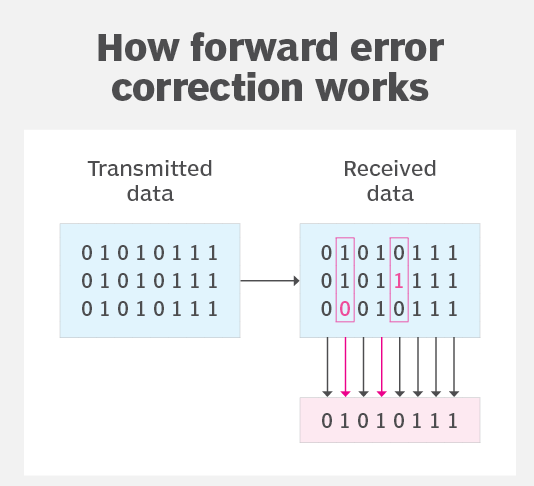 How forward error
correction works
Transmitted
data
Received
data
0 1 0 1 0 1 1 1
0 1 0 1 0 1 1 1
0 1 0 1 0 1 1 1
0 1 0 1 0 1 1 1
0 1 0 1 1 1 1 1
0 0 0 1 0 1 1 1
0 1 0 1 0 1 1 1